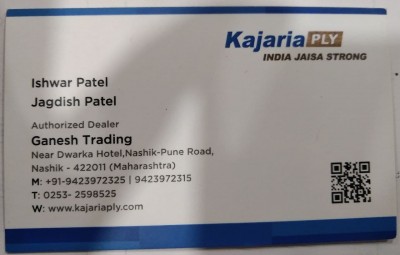 Kajaria PLY
INDIA JAISA STRONG
Ishwar Patel
Jagdish Patel
Authorized Dealer
Ganesh Trading
Near Dwarka Hotel,Nashik-Pune Road,
Nashik - 422011 (Maharashtra)
M: +91-9423972325 | 9423972315
T: 0253- 2598525
W: www.kajariaply.com